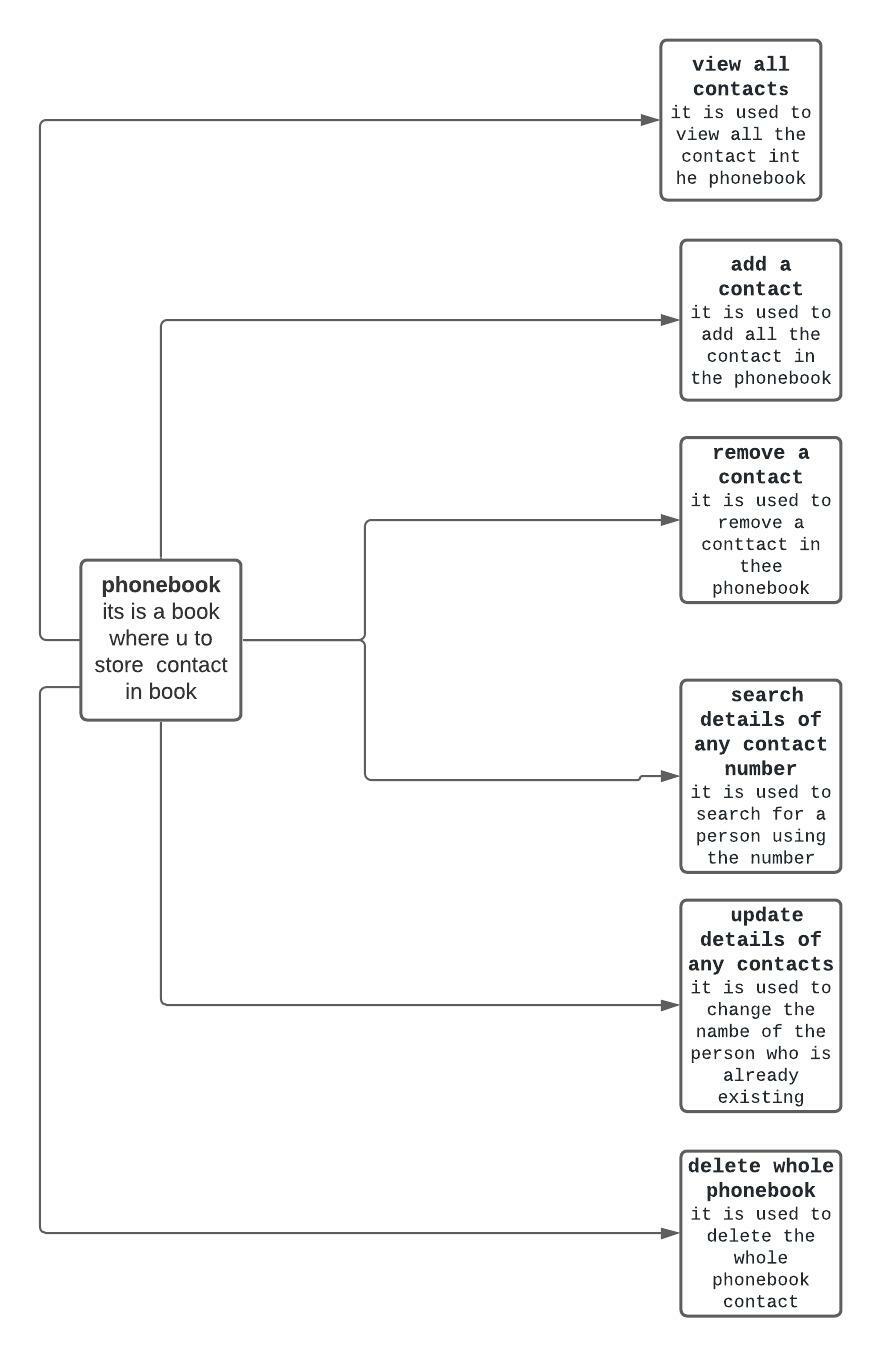 view all
contacts
it is used to
view all the
contact int
he phonebook
add a
contact
it is used to
add all the
contact in
the phonebook
remove a
contact
it is used to
remove a
conttact in
thee
phonebook
phonebook
its is a book
where u to
store  contact
in book
search
details of
any contact
number
it is used to
search for a
person using
the number
update
details of
any contacts
it is used to
change the
nambe of the
person who is
already
existing
delete whole
phonebook
it is used to
delete the
whole
phonebook
contact